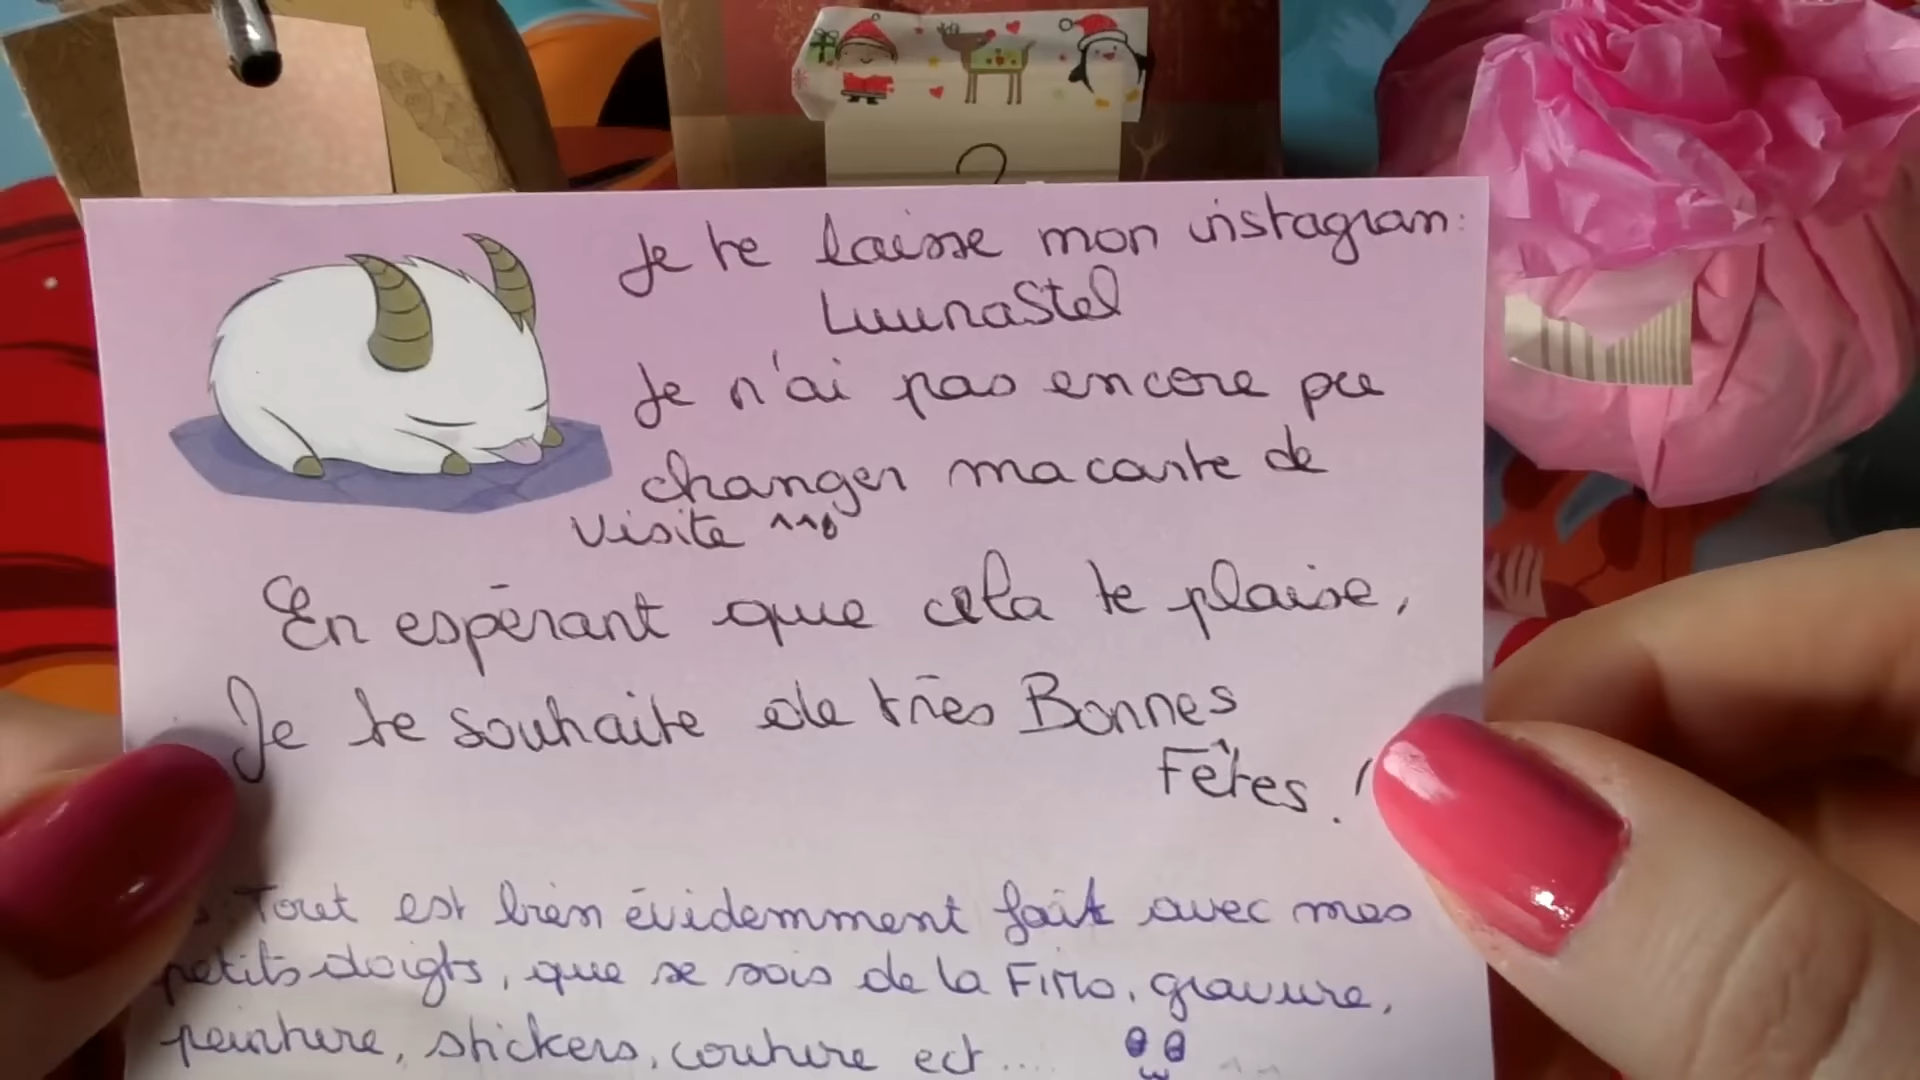 2
Je te laisse mon instagram:
LuunaStel
Je n'ai pas encore pu
changer ma carte de
visite ^^6
En espérant que cela te plaise,
Je te souhaite de très Bonnes
Fêtes !
Tout est bien évidemment fait avec mes
petits doigts, que se sois de la FIMO, gravure,
peinture, stickers, couture ect....